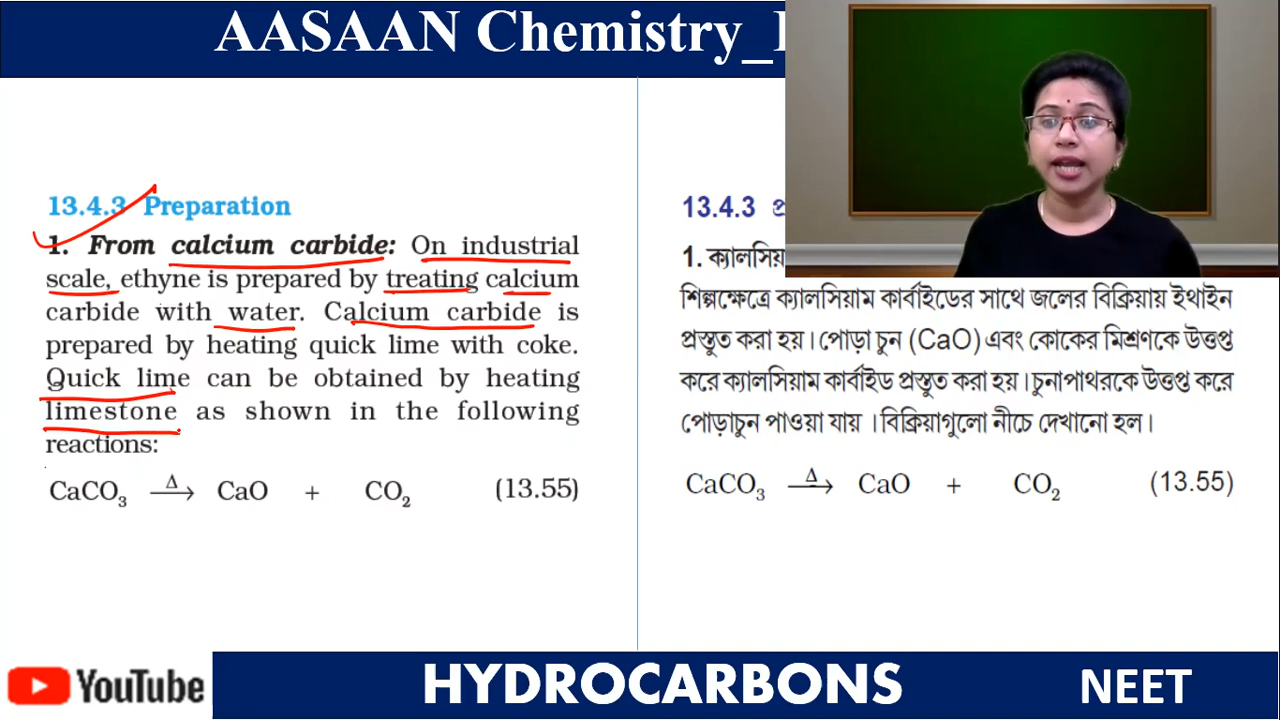 AASAAN Chemistry_
13.4.3 Preparation
1. From calcium carbide: On industrial
scale, ethyne is prepared by treating calcium
carbide with water. Calcium carbide is
prepared by heating quick lime with coke.
Quick lime can be obtained by heating
limestone as shown in the following
reactions:
CaCO₃ —Δ→ CaO + CO₂ (13.55)
13.4.3
1. ক্যালসিয়
শিল্পক্ষেত্রে ক্যালসিয়াম কার্বাইডের সাথে জলের বিক্রিয়ায় ইথাইন
প্রস্তুত করা হয়। পোড়া চুন (CaO) এবং কোকের মিশ্রণকে উত্তপ্ত
করে ক্যালসিয়াম কার্বাইড প্রস্তুত করা হয়। চুনাপাথরকে উত্তপ্ত করে
পোড়াচুন পাওয়া যায় । বিক্রিয়াগুলো নীচে দেখানো হল।
CaCO₃ —Δ→ CaO + CO₂ (13.55)
YouTube
HYDROCARBONS
NEET